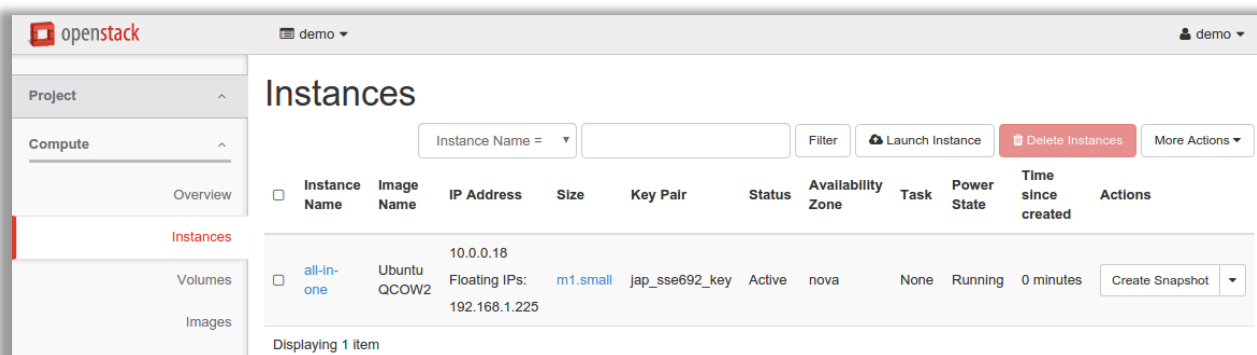 openstack demo demo
Project
Compute
Overview
Instances
Volumes
Images
Instances
Instance Name = Filter Launch Instance Delete Instances More Actions
Instance Name Image Name IP Address Size Key Pair Status Availability Zone Task Power State Time since created Actions
all-in-one Ubuntu QCOW2 10.0.0.18 Floating IPs: 192.168.1.225 m1.small jap_sse692_key Active nova None Running 0 minutes Create Snapshot
Displaying 1 item